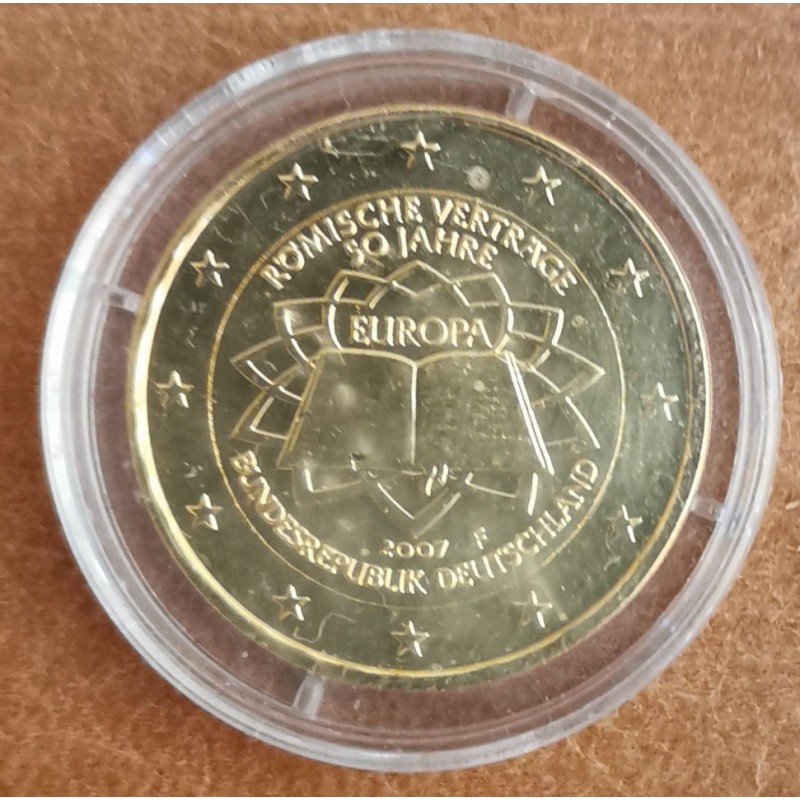 RÖMISCHE VERTRÄGE
50 JAHRE
EUROPA
2007 F
BUNDESREPUBLIK DEUTSCHLAND